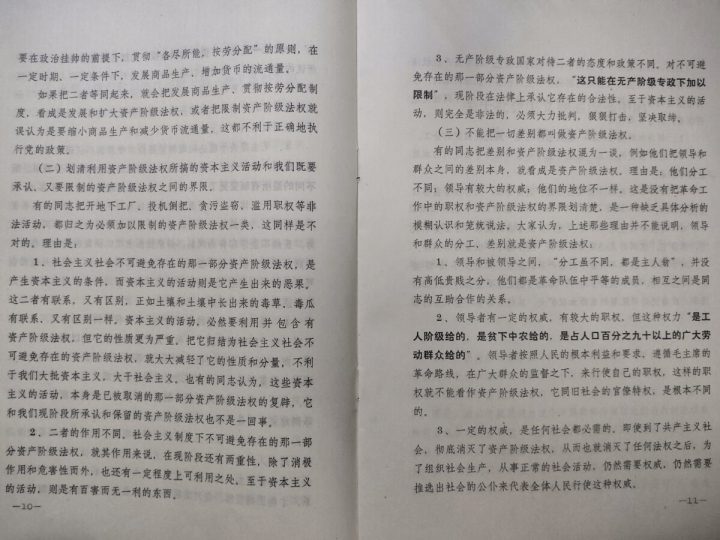 要在政治挂帅的前提下，贯彻“各尽所能，按劳分配”的原则，在
一定时期、一定条件下，发展商品生产、增加货币的流通量。
如果把二者等同起来，就会把发展商品生产、贯彻按劳分配制
度，看成是发展和扩大资产阶级法权，或者把限制资产阶级法权就
误认为是要缩小商品生产和减少货币流通量，这都不利于正确地执
行党的政策。
（二）划清利用资产阶级法权所搞的资本主义活动和我们既要
承认、又要限制的资产阶级法权之间的界限。
有的同志把开地下工厂、投机倒把、贪污盗窃、滥用职权等非
法活动，都归之为必须加以限制的资产阶级法权一类，这同样是不
对的。理由是：
1、社会主义社会不可避免存在的那一部分资产阶级法权，是
产生资本主义的条件，而资本主义的活动则是它产生出来的恶果。
这二者有联系，又有区别，正如土壤和土壤中长出来的毒草、毒瓜
有联系、又有区别一样。资本主义的活动，必然要利用并包含有
资产阶级法权，但它的性质更为严重。把它归结为社会主义社会不
可避免存在的资产阶级法权，就大大减轻了它的性质和分量，不利
于我们大批资本主义，大干社会主义。也有的同志认为，这些资本
主义的活动，本身是已被取消的那一部分资产阶级法权的复辟，它
和我们现阶段所承认和保留的资产阶级法权也不是一回事。
2、二者的作用不同。社会主义制度下不可避免存在的那一部
分资产阶级法权，就其作用来说，在现阶段还有两重性，除了消极
作用和危害性而外，也还有一定程度上可利用之处。至于资本主义
的活动，则是有百害而无一利的东西。
—10—
3、无产阶级专政国家对待二者的态度和政策不同。对不可避
免存在的那一部分资产阶级法权，“这只能在无产阶级专政下加以
限制”，现阶段在法律上承认它存在的合法性。至于资本主义的活
动，则完全是非法的，必须大力批判，狠狠打击，坚决取缔。
（三）不能把一切差别都叫做资产阶级法权。
有的同志把差别和资产阶级法权混为一谈，例如他们把领导和
群众之间的差别本身，就看成是资产阶级法权。理由是：他们分工
不同；领导有较大的权威；他们的地位不一样。这是没有把革命工
作中的职权和资产阶级法权的界限划清楚，是一种缺乏具体分析的
模糊认识和笼统说法。大家认为，上述那些理由并不能说明，领导
和群众的分工、差别就是资产阶级法权：
1、领导和被领导之间，“分工虽不同，都是主人翁”，并没
有高低贵贱之分。他们都是革命队伍中平等的成员，相互之间是同
志的互助合作的关系。
2、领导者有一定的权威，有较大的职权，但这种权力“是工
人阶级给的，是贫下中农给的，是占人口百分之九十以上的广大劳
动群众给的”。领导者按照人民的根本利益和要求，遵循毛主席的
革命路线，在广大群众的监督之下，来行使自己的职权，这样的职
权就不能看作资产阶级法权，它同旧社会的官僚特权，是根本不同
的。
3、一定的权威，是任何社会都必需的。即使到了共产主义社
会，彻底消灭了资产阶级法权，从而也就消灭了任何法权之后，为
了组织社会生产，从事正常的社会活动，仍然需要权威，仍然需要
推选出社会的公仆来代表全体人民行使这种权威。
—11—